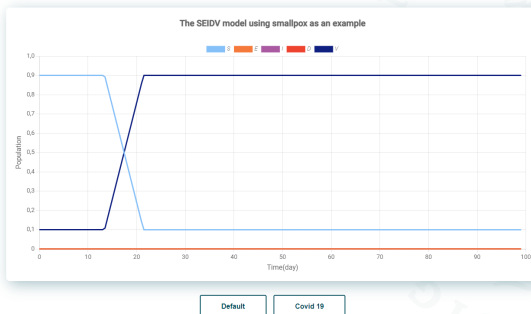 The SEIDV model using smallpox as an example
S E I D V
Population
1,0
0,9
0,8
0,7
0,6
0,5
0,4
0,3
0,2
0,1
0
0 10 20 30 40 50 60 70 80 90 100
Time(day)
Default Covid 19